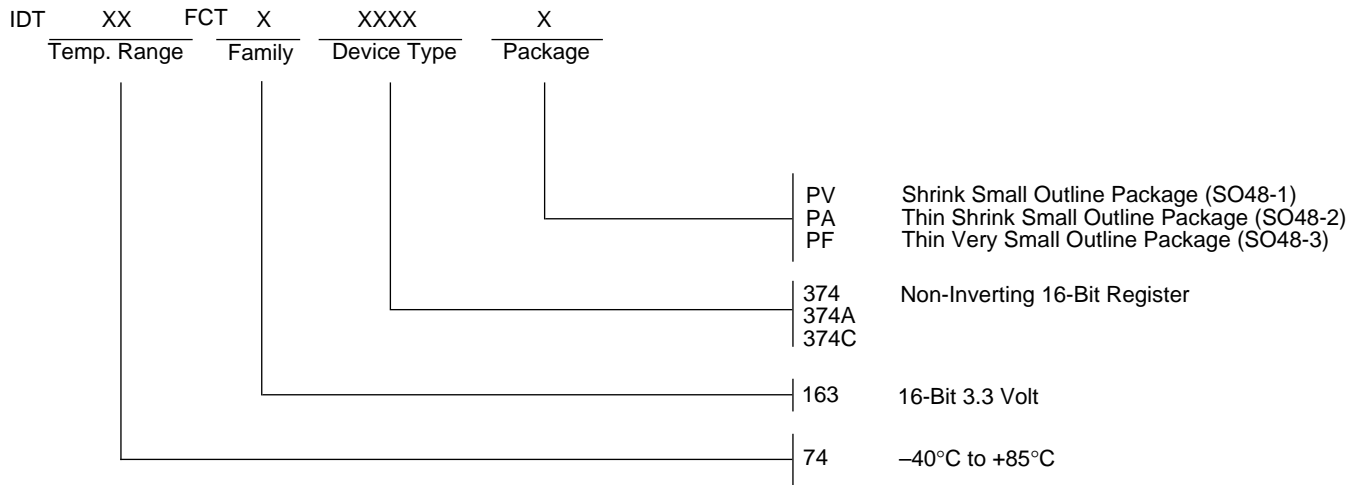 IDT XX FCT X XXXX X
Temp. Range Family Device Type Package
PV Shrink Small Outline Package (SO48-1)
PA Thin Shrink Small Outline Package (SO48-2)
PF Thin Very Small Outline Package (SO48-3)
374 Non-Inverting 16-Bit Register
374A
374C
163 16-Bit 3.3 Volt
74 –40°C to +85°C